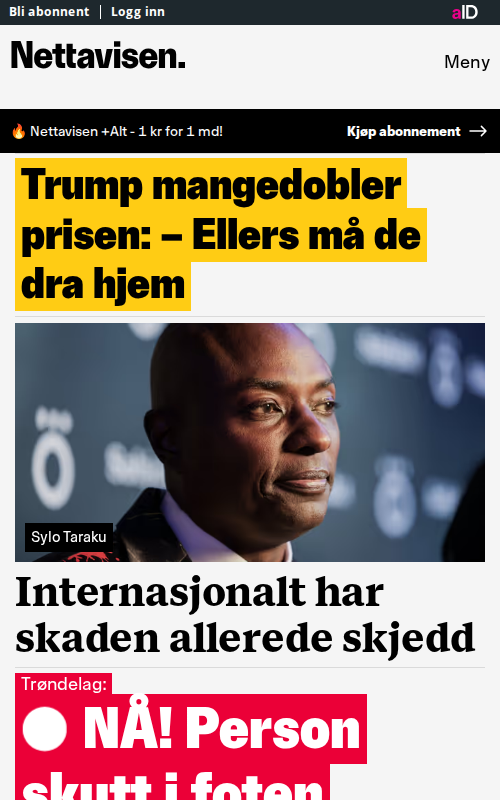 Bli abonnent | Logg inn
aID
Nettavisen.
Meny
🔥 Nettavisen +Alt - 1 kr for 1 md!
Kjøp abonnement →
Trump mangedobler
prisen: – Ellers må de
dra hjem
Sylo Taraku
Internasjonalt har
skaden allerede skjedd
Trøndelag:
NÅ! Person
skutt i foten